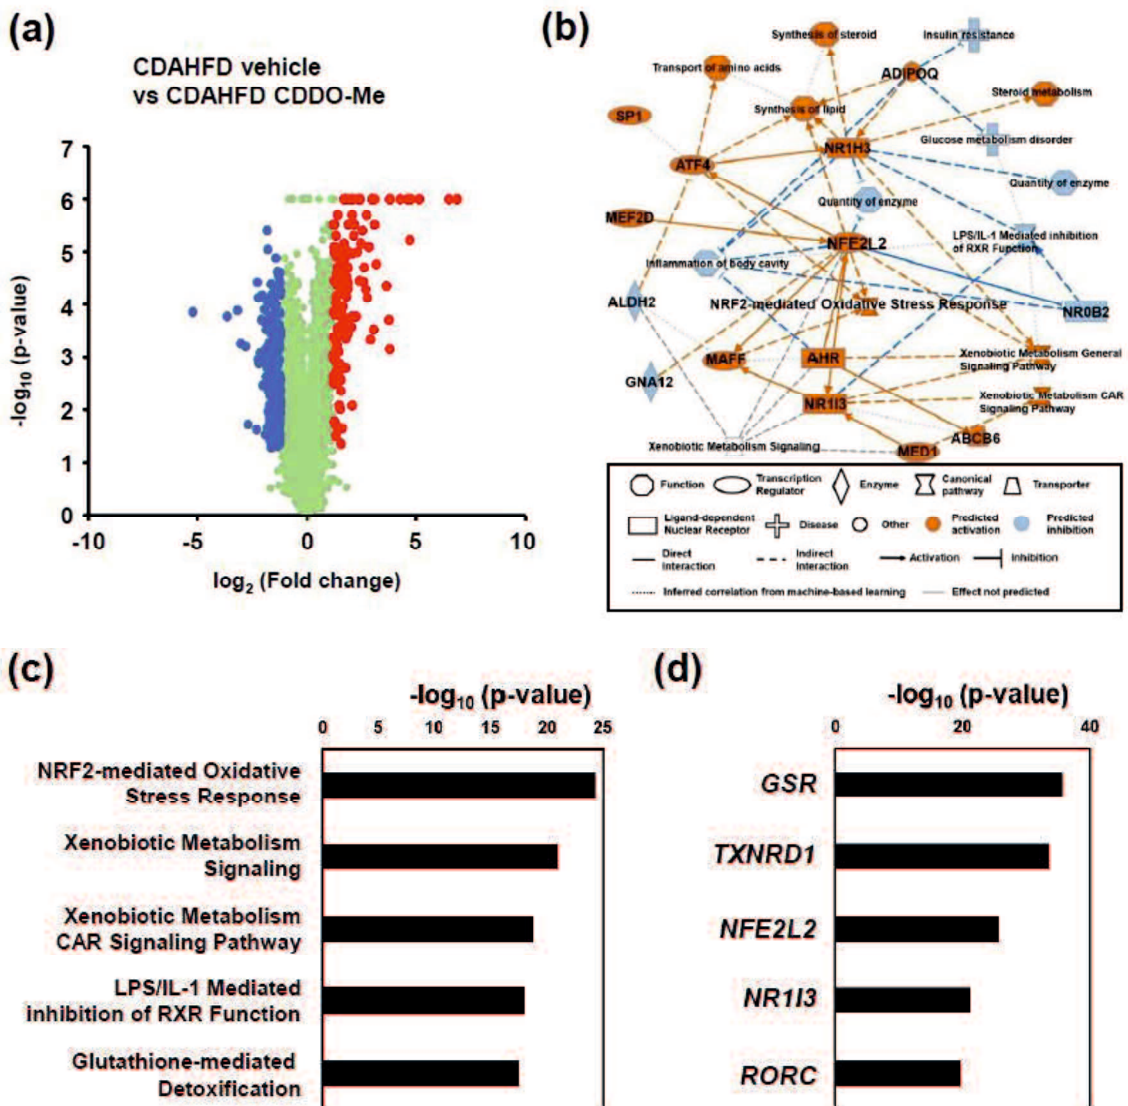 (a)
CDAHFD vehicle
vs CDAHFD CDDO-Me
7
6
5
4
3
2
1
0
-log10 (p-value)
-10
-5
0
5
10
log2 (Fold change)
(b)
Synthesis of steroid
Insulin resistance
Transport of amino acids
ADIPOQ
Steroid metabolism
Synthesis of lipid
SP1
Glucose metabolism disorder
NR1H3
ATF4
Quantity of enzyme
Quantity of enzyme
MEF2D
NFE2L2
LPS/IL-1 Mediated inhibition
of RXR Function
Inflammation of body cavity
ALDH2
NRF2-mediated Oxidative Stress Response
NR0B2
MAFF
AHR
Xenobiotic Metabolism General
Signaling Pathway
GNA12
NR1I3
Xenobiotic Metabolism CAR
Signaling Pathway
ABCB6
Xenobiotic Metabolism Signaling
MED1
Function
Transcription
Regulator
Enzyme
Canonical
pathway
Transporter
Ligand-dependent
Nuclear Receptor
Disease
Other
Predicted
activation
Predicted
inhibition
Direct
Interaction
Indirect
Interaction
Activation
Inhibition
Inferred correlation from machine-based learning
Effect not predicted
(c)
-log10 (p-value)
0 5 10 15 20 25
NRF2-mediated Oxidative
Stress Response
Xenobiotic Metabolism
Signaling
Xenobiotic Metabolism
CAR Signaling Pathway
LPS/IL-1 Mediated
inhibition of RXR Function
Glutathione-mediated
Detoxification
(d)
-log10 (p-value)
0 20 40
GSR
TXNRD1
NFE2L2
NR1I3
RORC